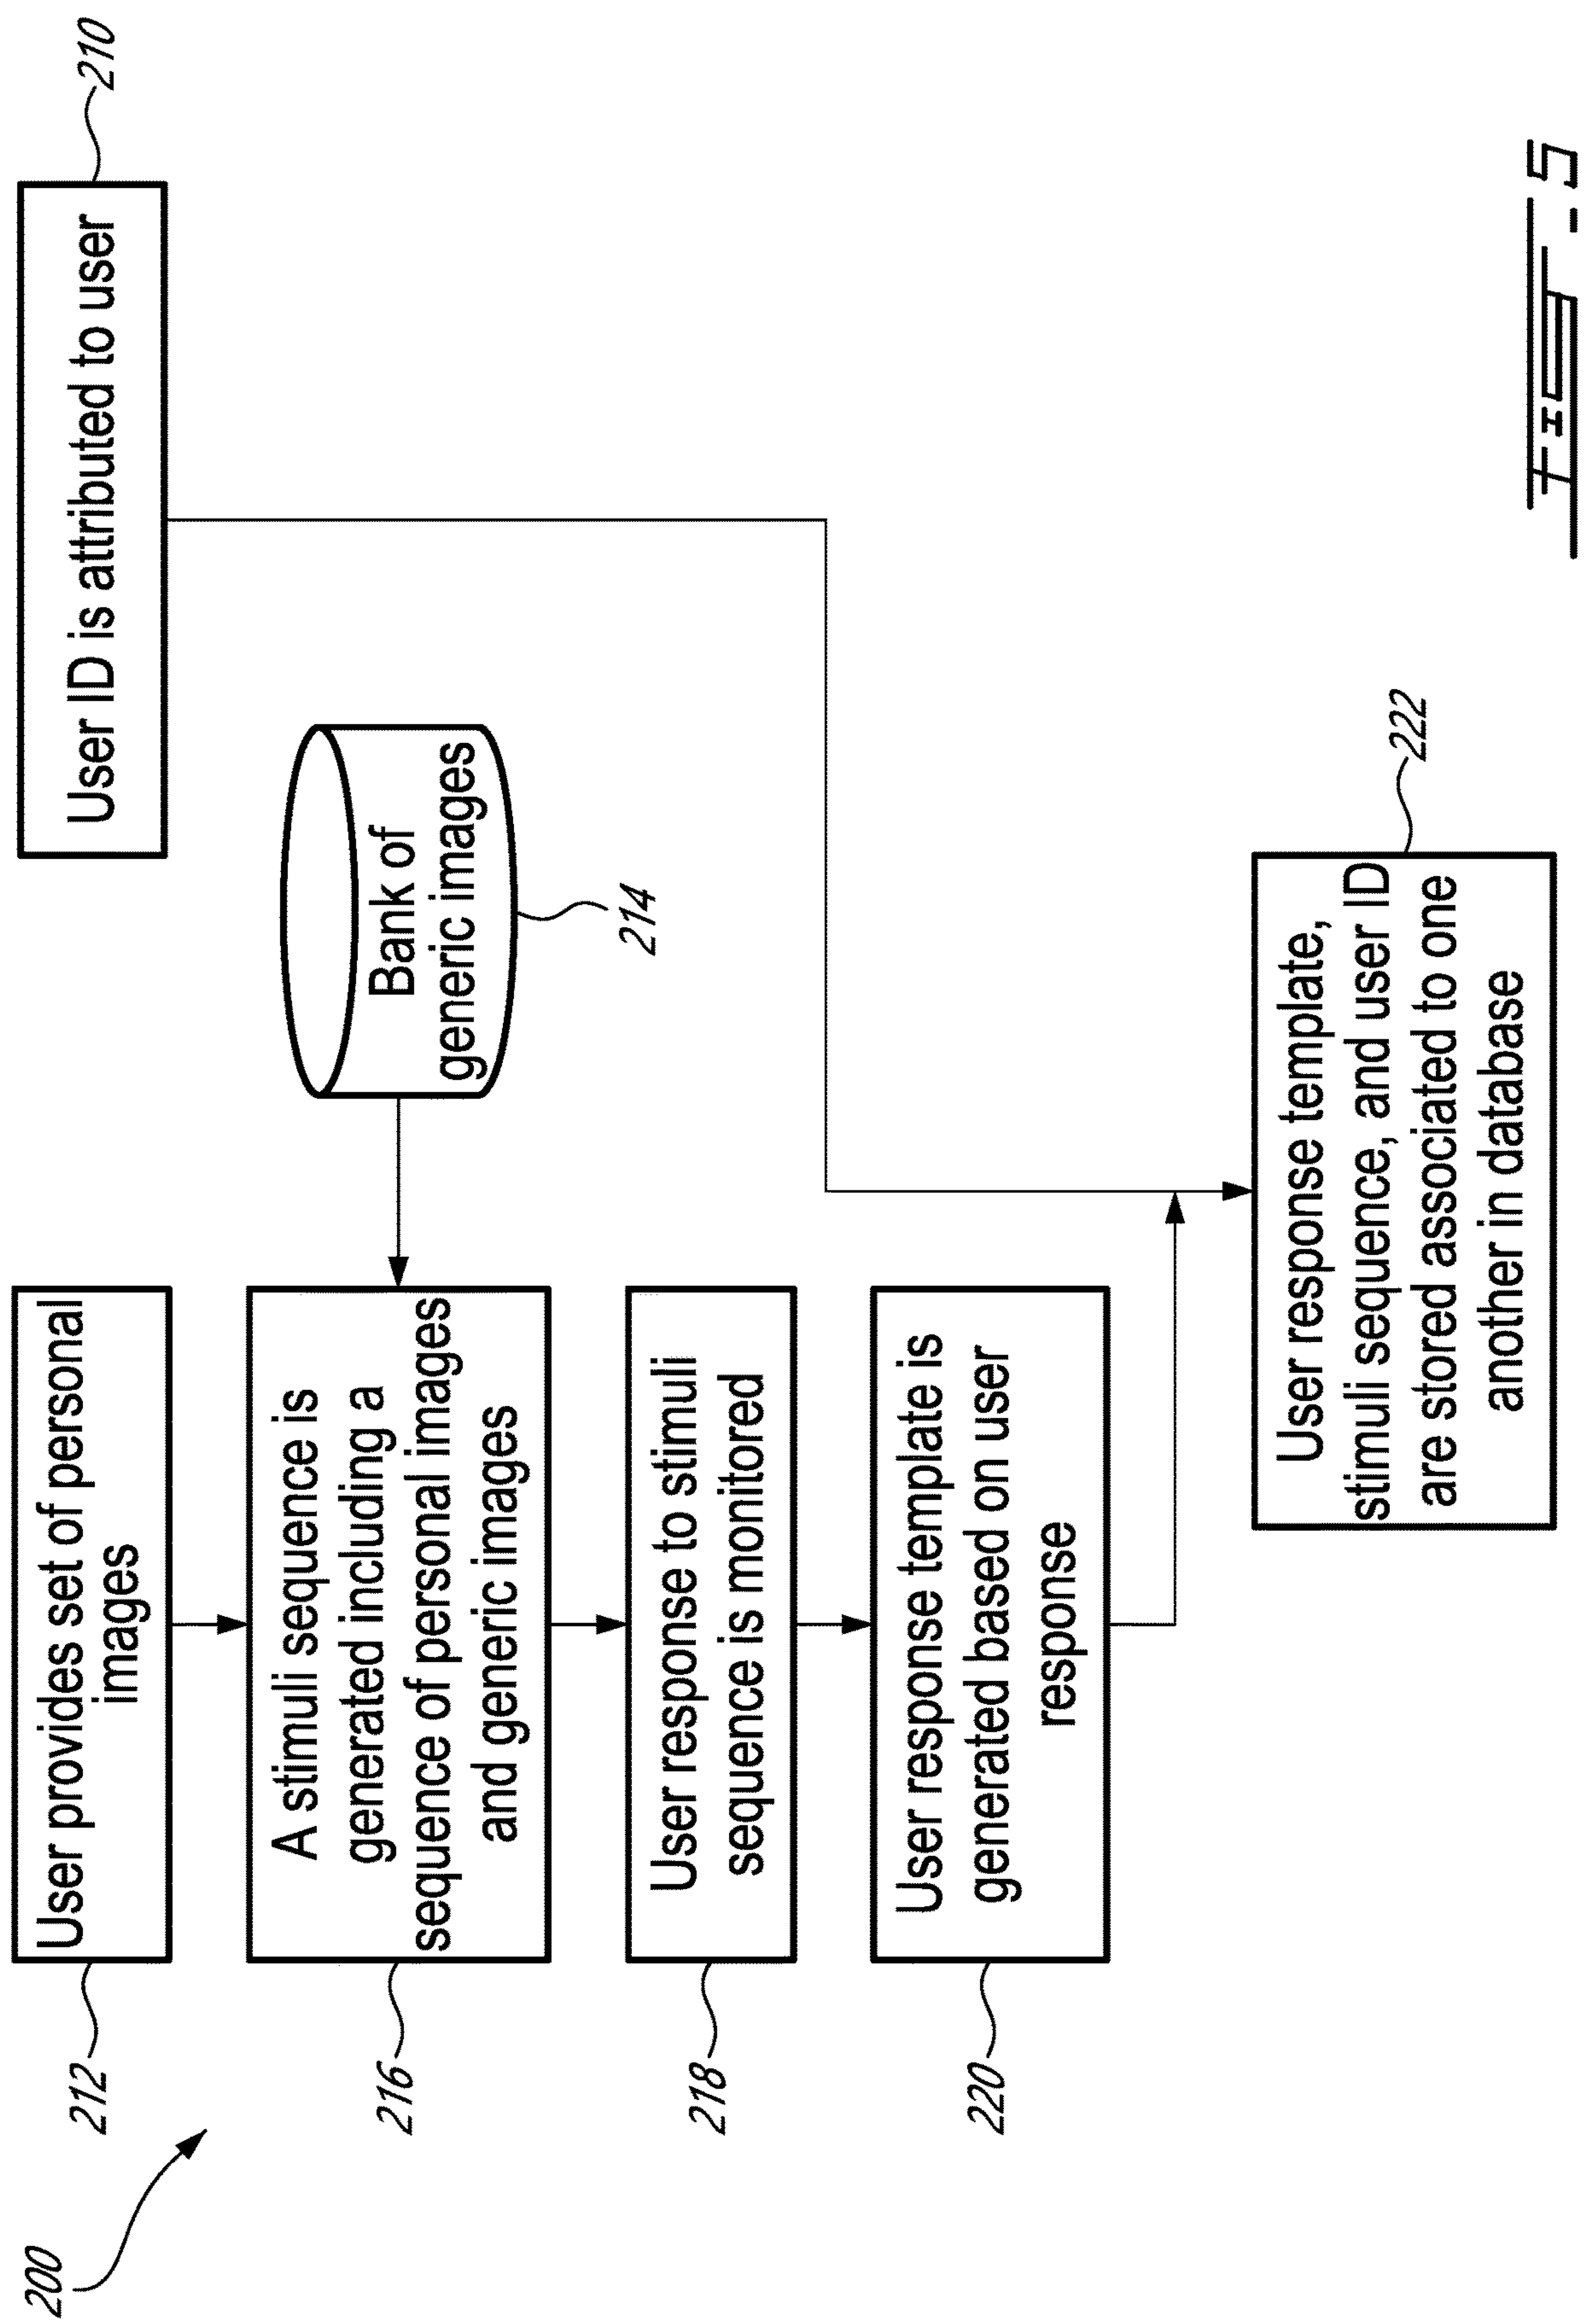 200
212
User provides set of personal
images
User ID is attributed to user
210
216
A stimuli sequence is
generated including a
sequence of personal images
and generic images
Bank of
generic images
214
218
User response to stimuli
sequence is monitored
220
User response template is
generated based on user
response
User response template,
stimuli sequence, and user ID
are stored associated to one
another in database
222
FIG-5